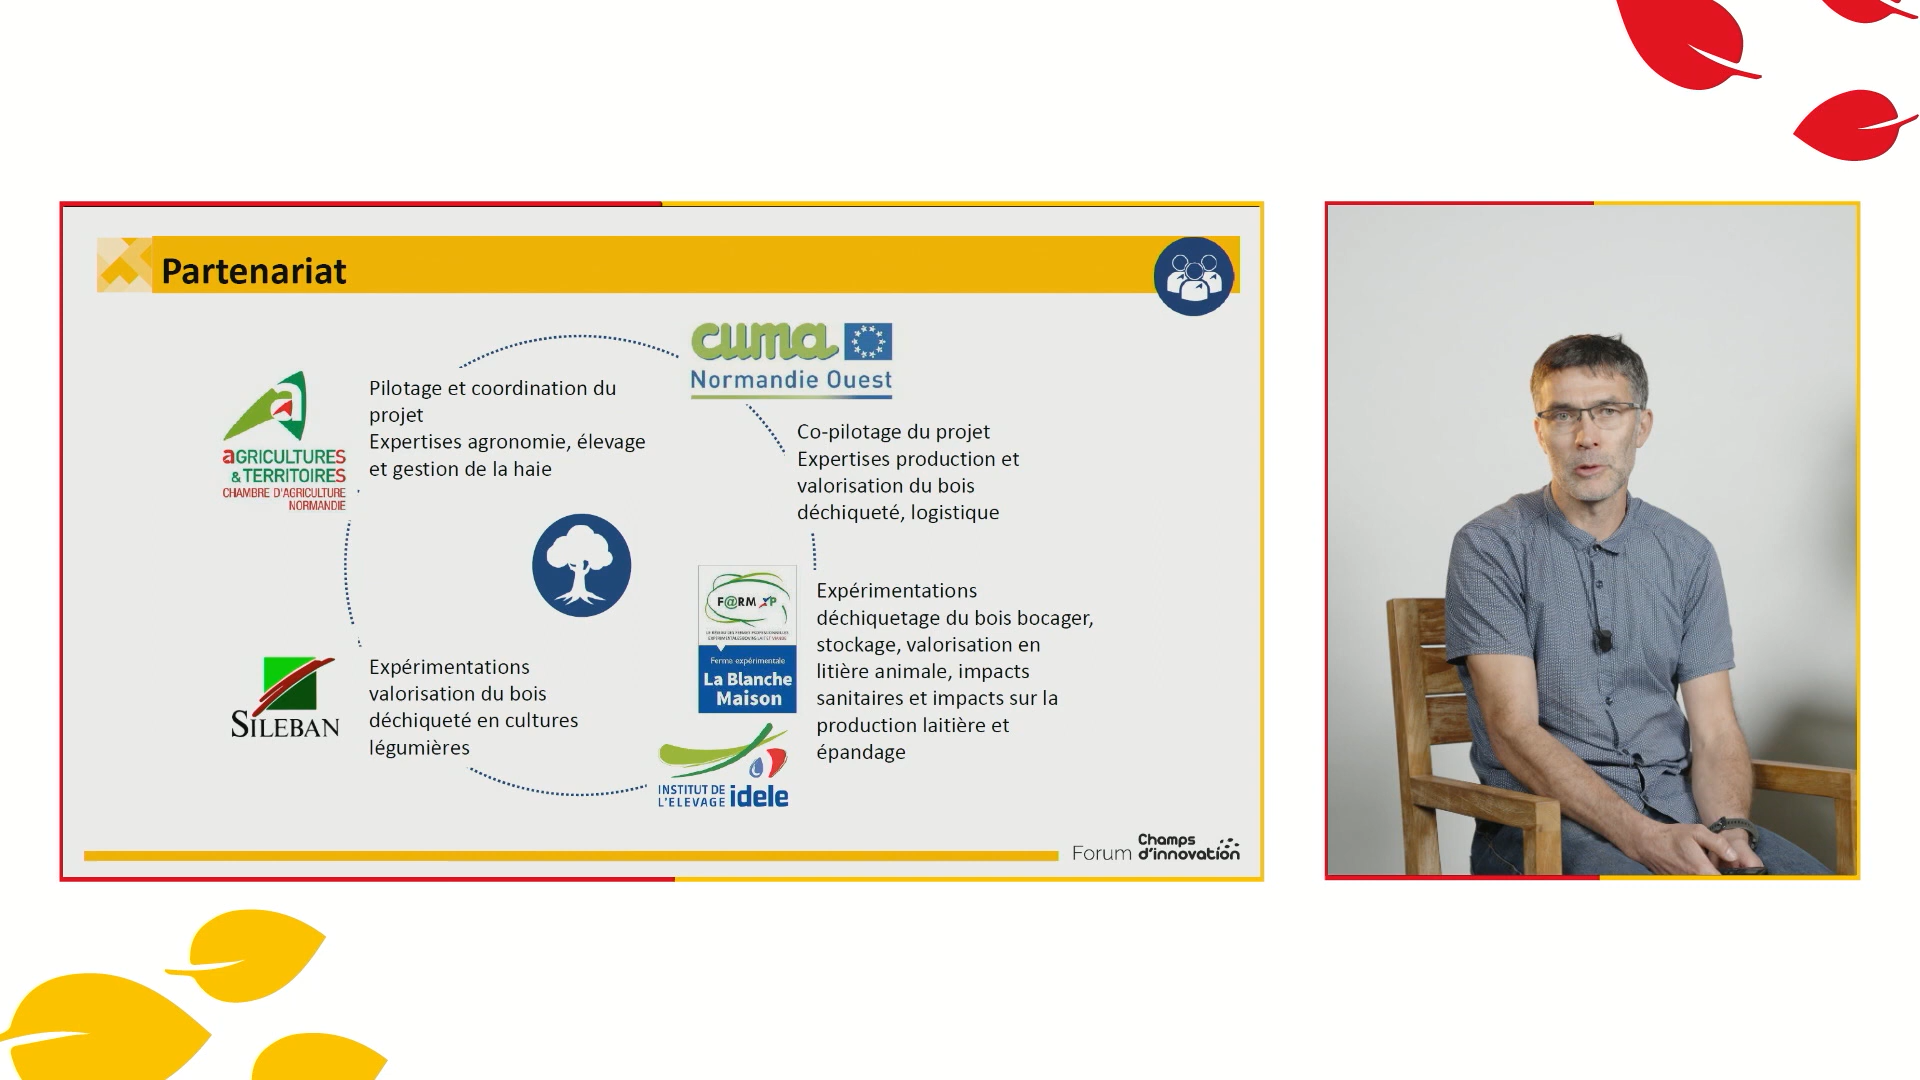 Partenariat
cuma
Normandie Ouest
Pilotage et coordination du
projet
Expertises agronomie, élevage
et gestion de la haie
aGRICULTURES
& TERRITOIRES
CHAMBRE D'AGRICULTURE
NORMANDIE
Co-pilotage du projet
Expertises production et
valorisation du bois
déchiqueté, logistique
F@RM XP
Ferme expérimentale
La Blanche
Maison
Expérimentations
déchiquetage du bois bocager,
stockage, valorisation en
litière animale, impacts
sanitaires et impacts sur la
production laitière et
épandage
SILEBAN
Expérimentations
valorisation du bois
déchiqueté en cultures
légumières
INSTITUT DE
L'ELEVAGE idele
Forum Champs
d'innovation